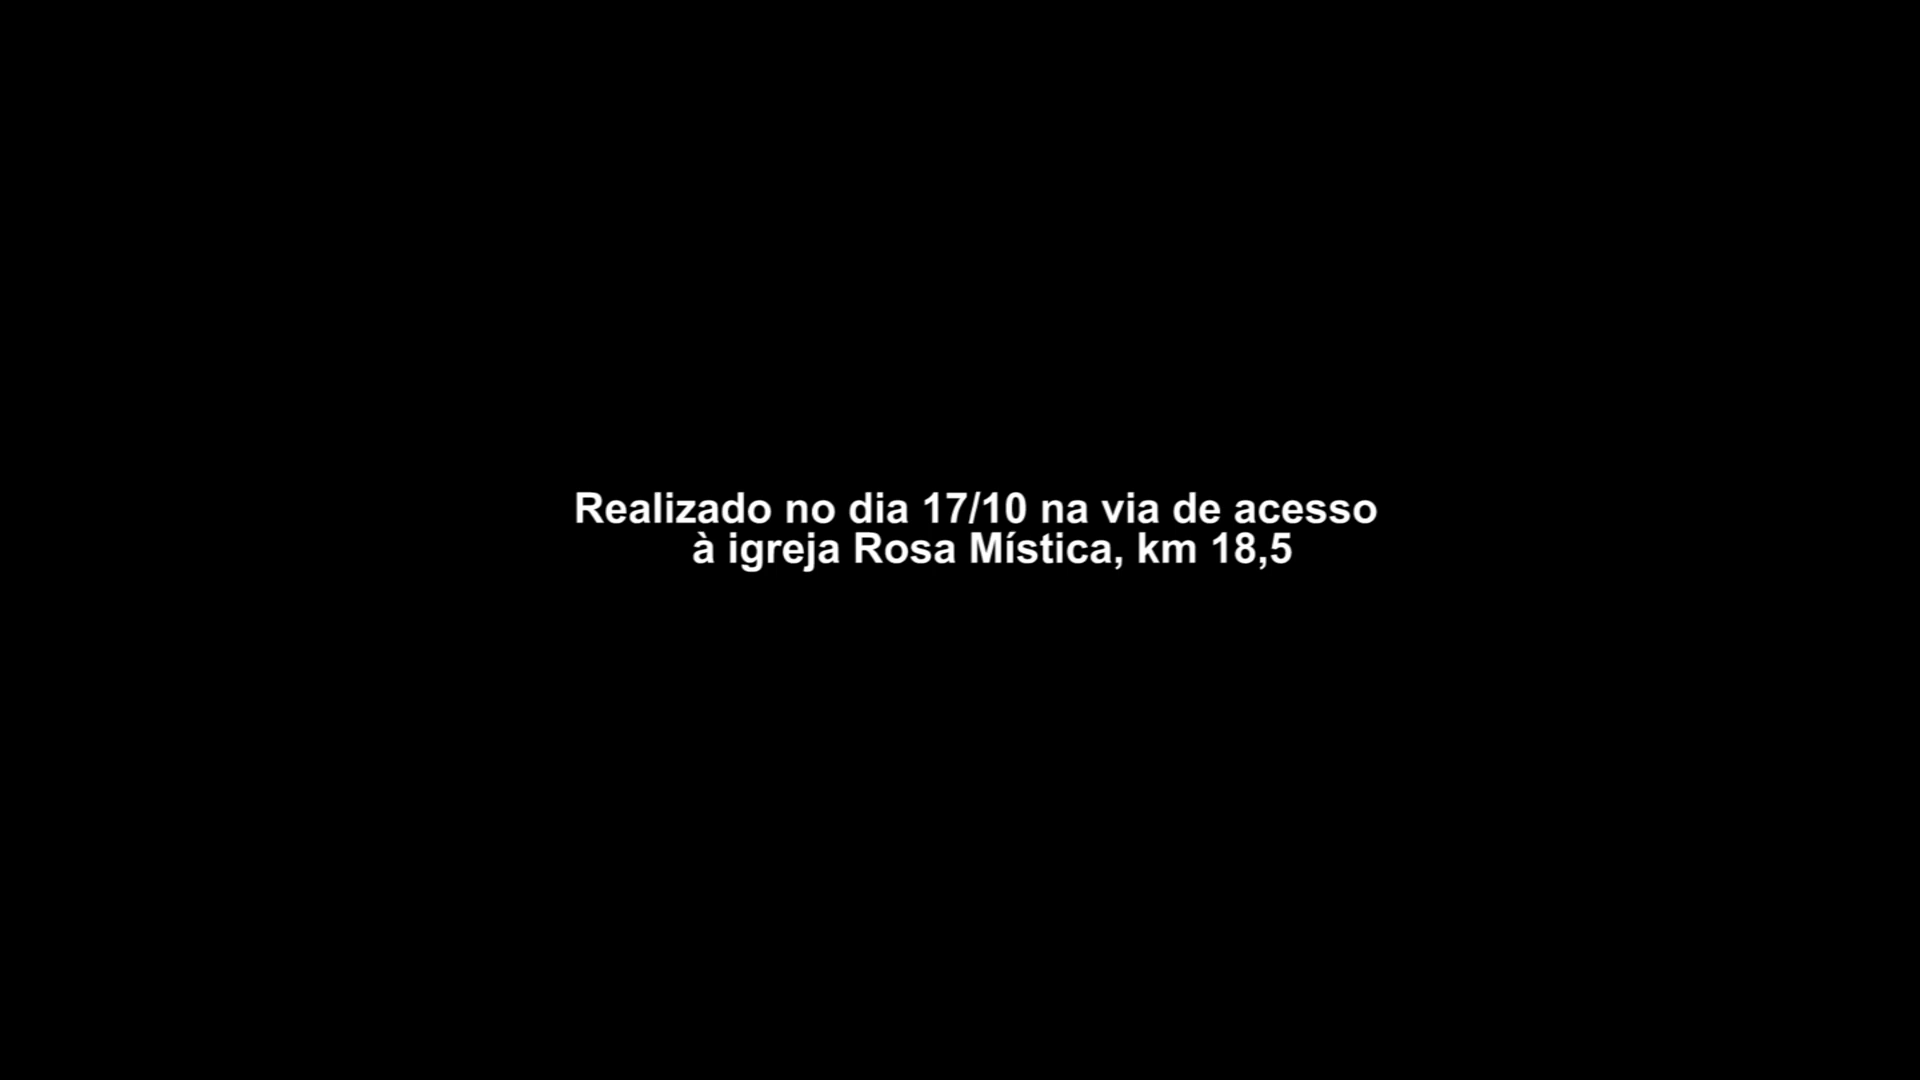 Realizado no dia 17/10 na via de acesso
à igreja Rosa Mística, km 18,5